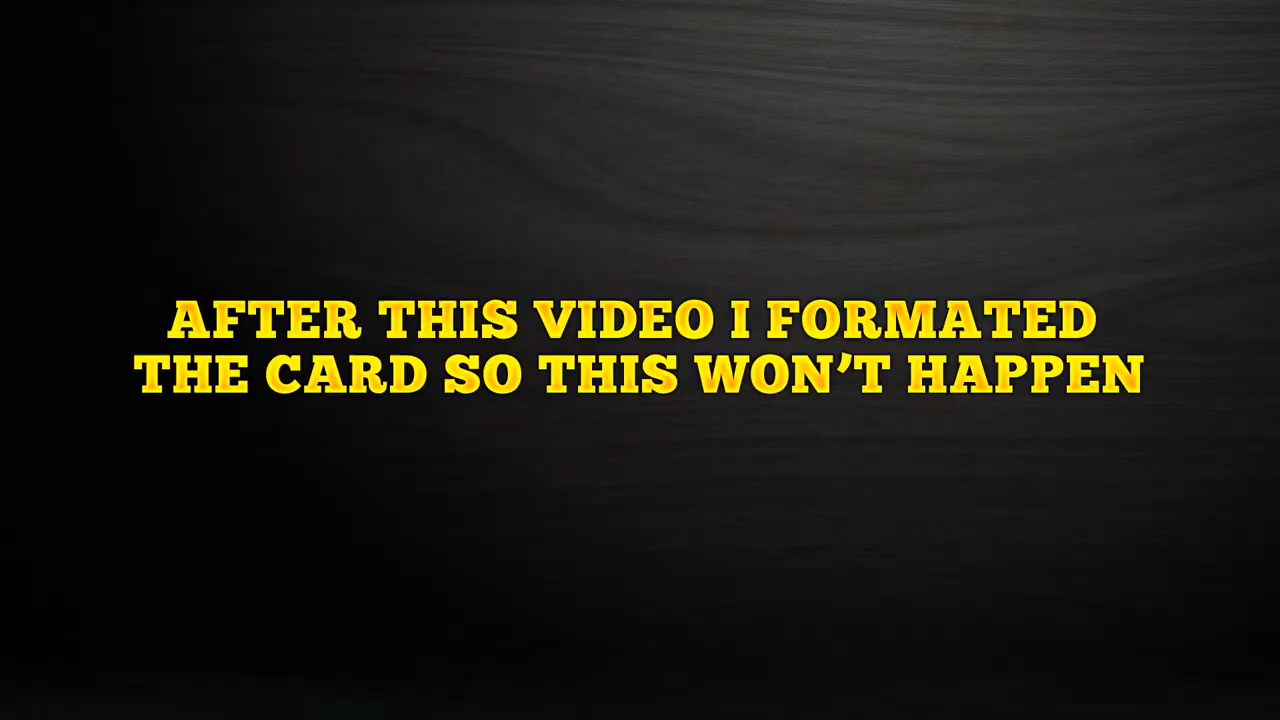 AFTER THIS VIDEO I FORMATED
THE CARD SO THIS WON’T HAPPEN